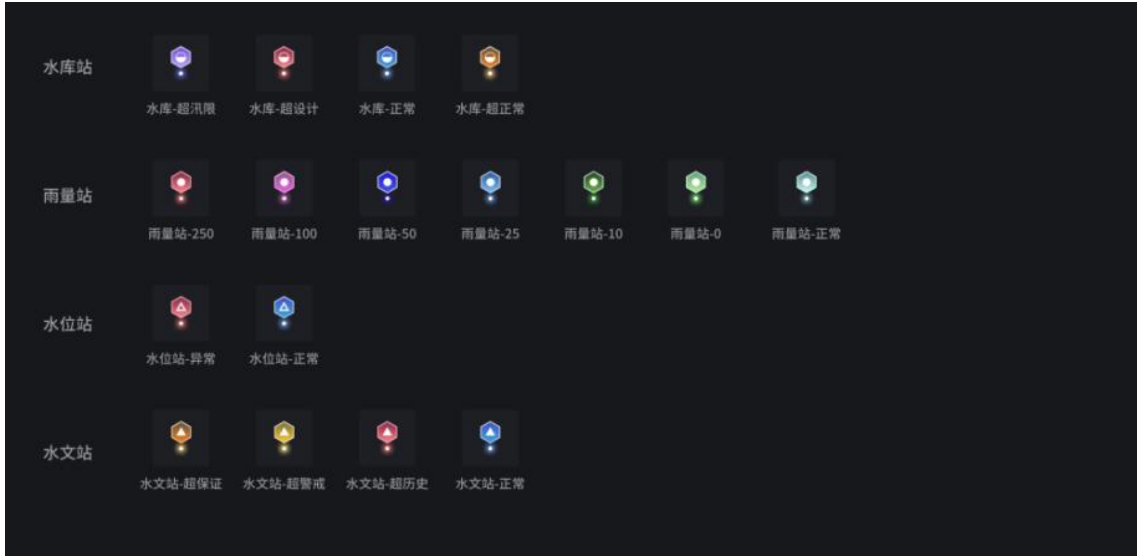 水库站
水库-超汛限 水库-超设计 水库-正常 水库-超正常
雨量站
雨量站-250 雨量站-100 雨量站-50 雨量站-25 雨量站-10 雨量站-0 雨量站-正常
水位站
水位站-异常 水位站-正常
水文站
水文站-超保证 水文站-超警戒 水文站-超历史 水文站-正常